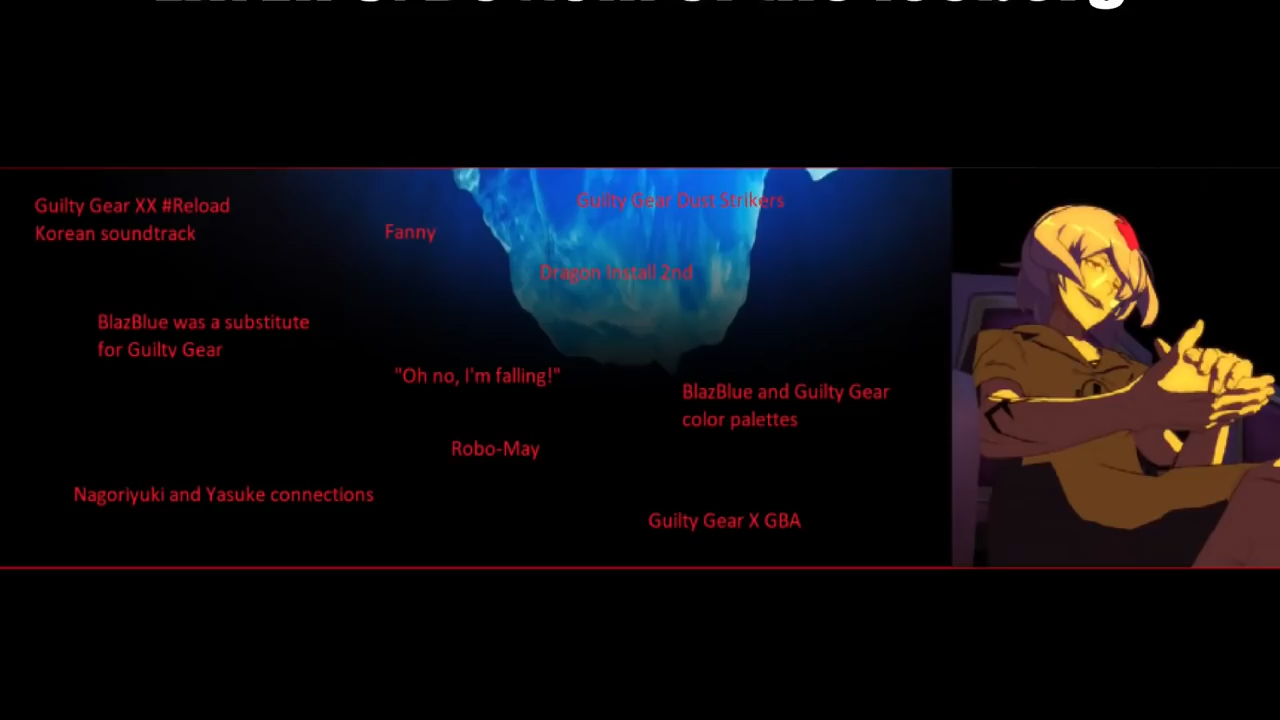 Guilty Gear XX #Reload
Korean soundtrack
Fanny
Guilty Gear Dust Strikers
Dragon Install 2nd
BlazBlue was a substitute
for Guilty Gear
"Oh no, I'm falling!"
BlazBlue and Guilty Gear
color palettes
Robo-May
Nagoriyuki and Yasuke connections
Guilty Gear X GBA